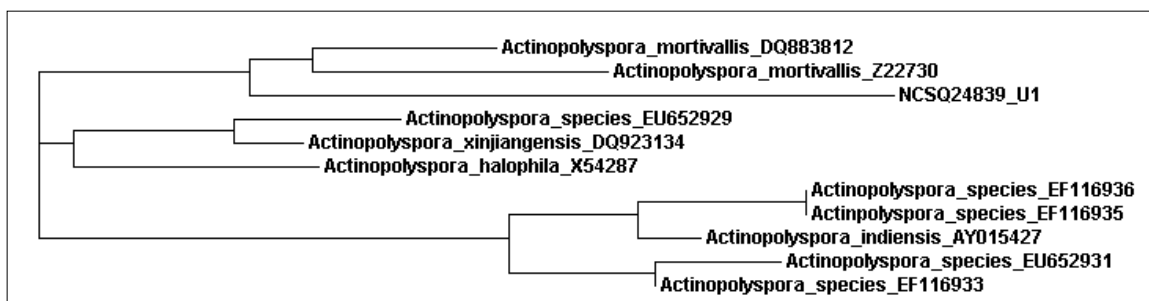 Actinopolyspora_mortivallis_DQ883812
Actinopolyspora_mortivallis_Z22730
NCSQ24839_U1
Actinopolyspora_species_EU652929
Actinopolyspora_xinjiangensis_DQ923134
Actinopolyspora_halophila_X54287
Actinopolyspora_species_EF116936
Actinpolyspora_species_EF116935
Actinopolyspora_indiensis_AY015427
Actinopolyspora_species_EU652931
Actinopolyspora_species_EF116933